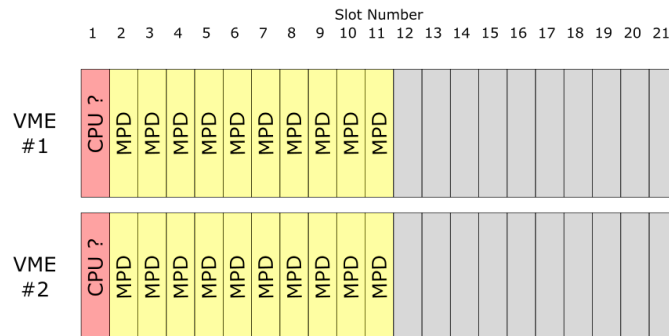 Slot Number
1 2 3 4 5 6 7 8 9 10 11 12 13 14 15 16 17 18 19 20 21
VME
#1
CPU ? MPD MPD MPD MPD MPD MPD MPD MPD MPD MPD
VME
#2
CPU ? MPD MPD MPD MPD MPD MPD MPD MPD MPD MPD